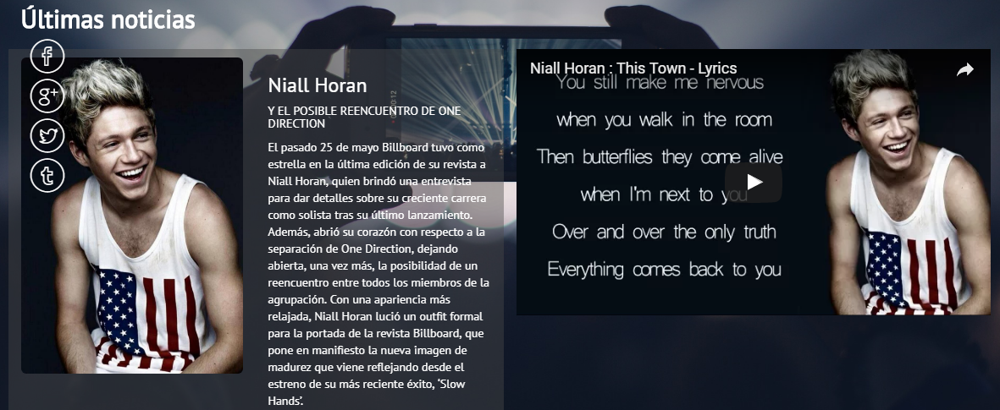 Últimas noticias
Niall Horan
Y EL POSIBLE REENCUENTRO DE ONE
DIRECTION
El pasado 25 de mayo Billboard tuvo como
estrella en la última edición de su revista a
Niall Horan, quien brindó una entrevista
para dar detalles sobre su creciente carrera
como solista tras su último lanzamiento.
Además, abrió su corazón con respecto a la
separación de One Direction, dejando
abierta, una vez más, la posibilidad de un
reencuentro entre todos los miembros de la
agrupación. Con una apariencia más
relajada, Niall Horan lució un outfit formal
para la portada de la revista Billboard, que
pone en manifiesto la nueva imagen de
madurez que viene reflejando desde el
estreno de su más reciente éxito, ‘Slow
Hands’.
Niall Horan : This Town - Lyrics
You still make me nervous
when you walk in the room
Then butterflies they come alive
when I'm next to you
Over and over the only truth
Everything comes back to you